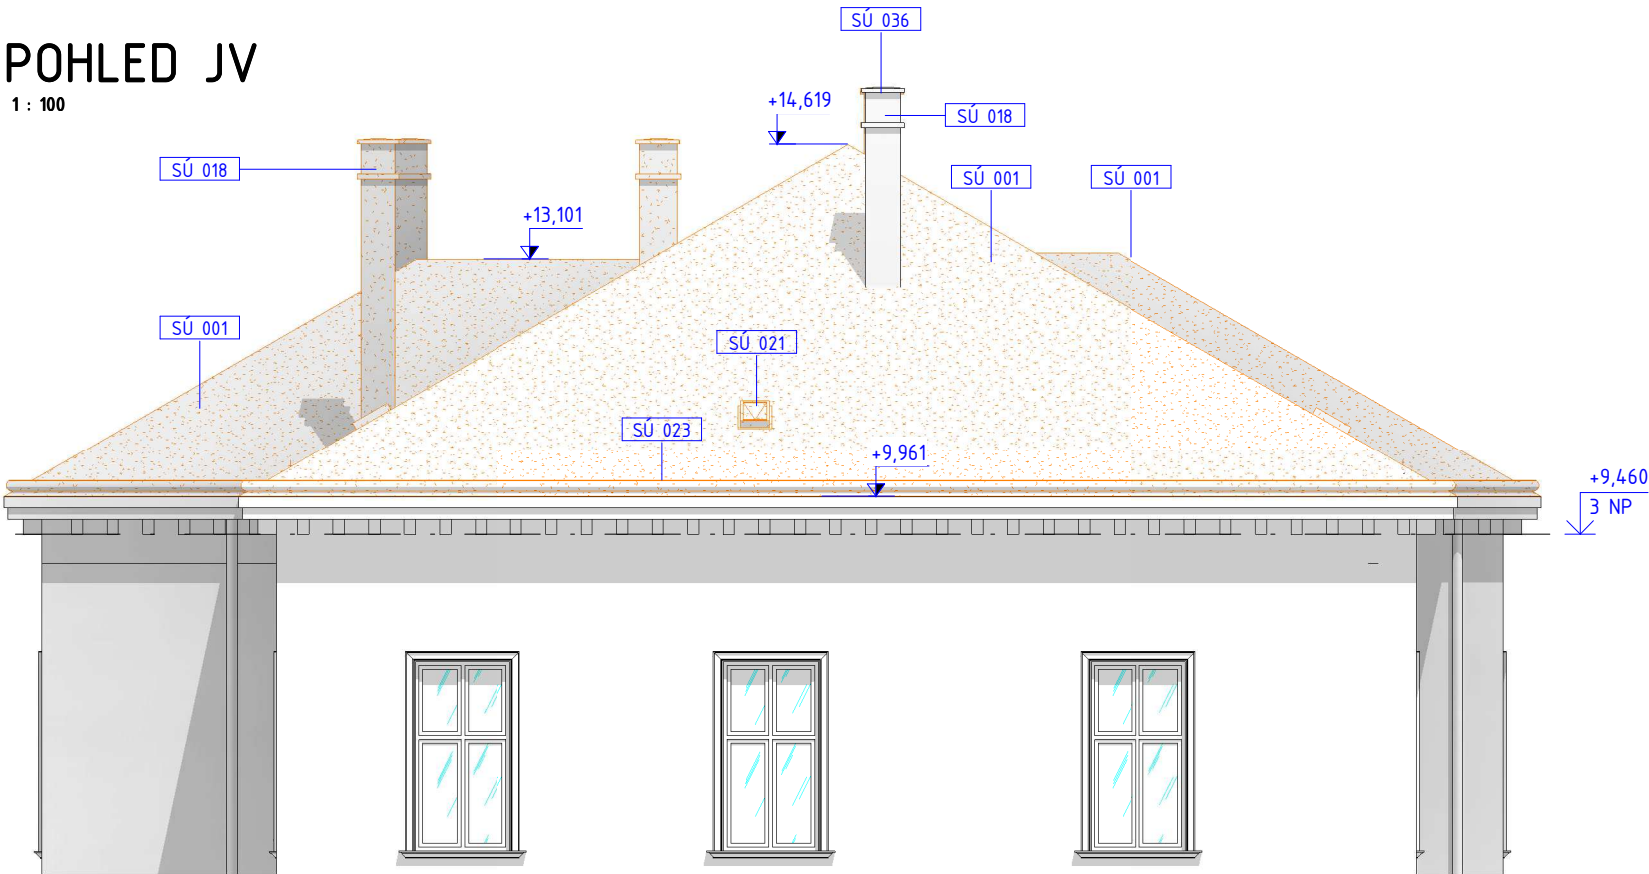 POHLED JV
1 : 100
SÚ 036
+14,619
SÚ 018
SÚ 018
SÚ 001
SÚ 001
+13,101
SÚ 001
SÚ 021
SÚ 023
+9,961
+9,460
3 NP